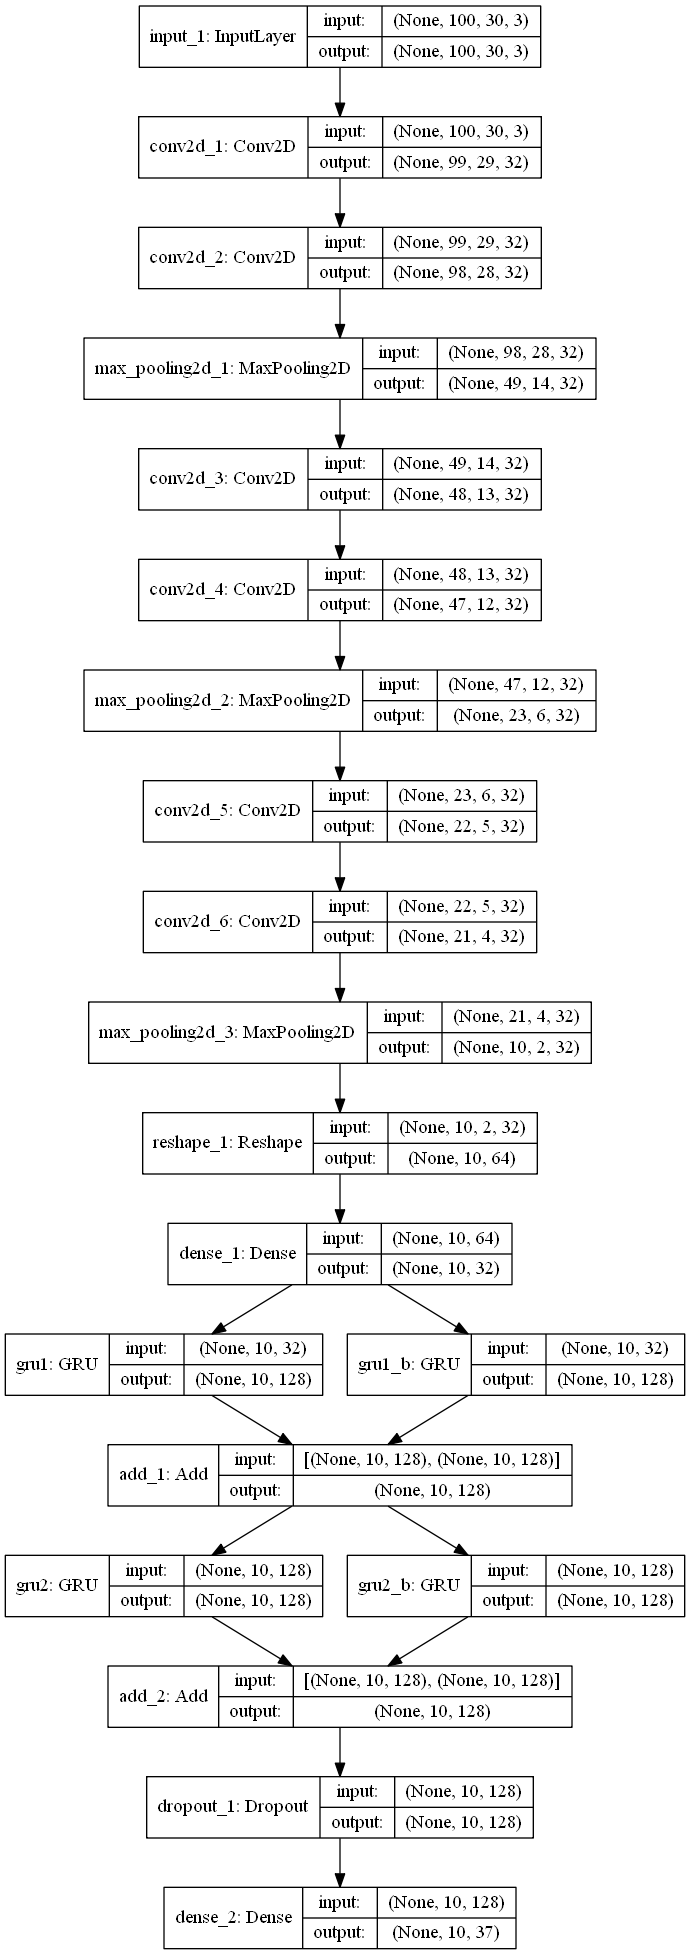 input_1: InputLayer
input: (None, 100, 30, 3)
output: (None, 100, 30, 3)
conv2d_1: Conv2D
input: (None, 100, 30, 3)
output: (None, 99, 29, 32)
conv2d_2: Conv2D
input: (None, 99, 29, 32)
output: (None, 98, 28, 32)
max_pooling2d_1: MaxPooling2D
input: (None, 98, 28, 32)
output: (None, 49, 14, 32)
conv2d_3: Conv2D
input: (None, 49, 14, 32)
output: (None, 48, 13, 32)
conv2d_4: Conv2D
input: (None, 48, 13, 32)
output: (None, 47, 12, 32)
max_pooling2d_2: MaxPooling2D
input: (None, 47, 12, 32)
output: (None, 23, 6, 32)
conv2d_5: Conv2D
input: (None, 23, 6, 32)
output: (None, 22, 5, 32)
conv2d_6: Conv2D
input: (None, 22, 5, 32)
output: (None, 21, 4, 32)
max_pooling2d_3: MaxPooling2D
input: (None, 21, 4, 32)
output: (None, 10, 2, 32)
reshape_1: Reshape
input: (None, 10, 2, 32)
output: (None, 10, 64)
dense_1: Dense
input: (None, 10, 64)
output: (None, 10, 32)
gru1: GRU
input: (None, 10, 32)
output: (None, 10, 128)
gru1_b: GRU
input: (None, 10, 32)
output: (None, 10, 128)
add_1: Add
input: [(None, 10, 128), (None, 10, 128)]
output: (None, 10, 128)
gru2: GRU
input: (None, 10, 128)
output: (None, 10, 128)
gru2_b: GRU
input: (None, 10, 128)
output: (None, 10, 128)
add_2: Add
input: [(None, 10, 128), (None, 10, 128)]
output: (None, 10, 128)
dropout_1: Dropout
input: (None, 10, 128)
output: (None, 10, 128)
dense_2: Dense
input: (None, 10, 128)
output: (None, 10, 37)